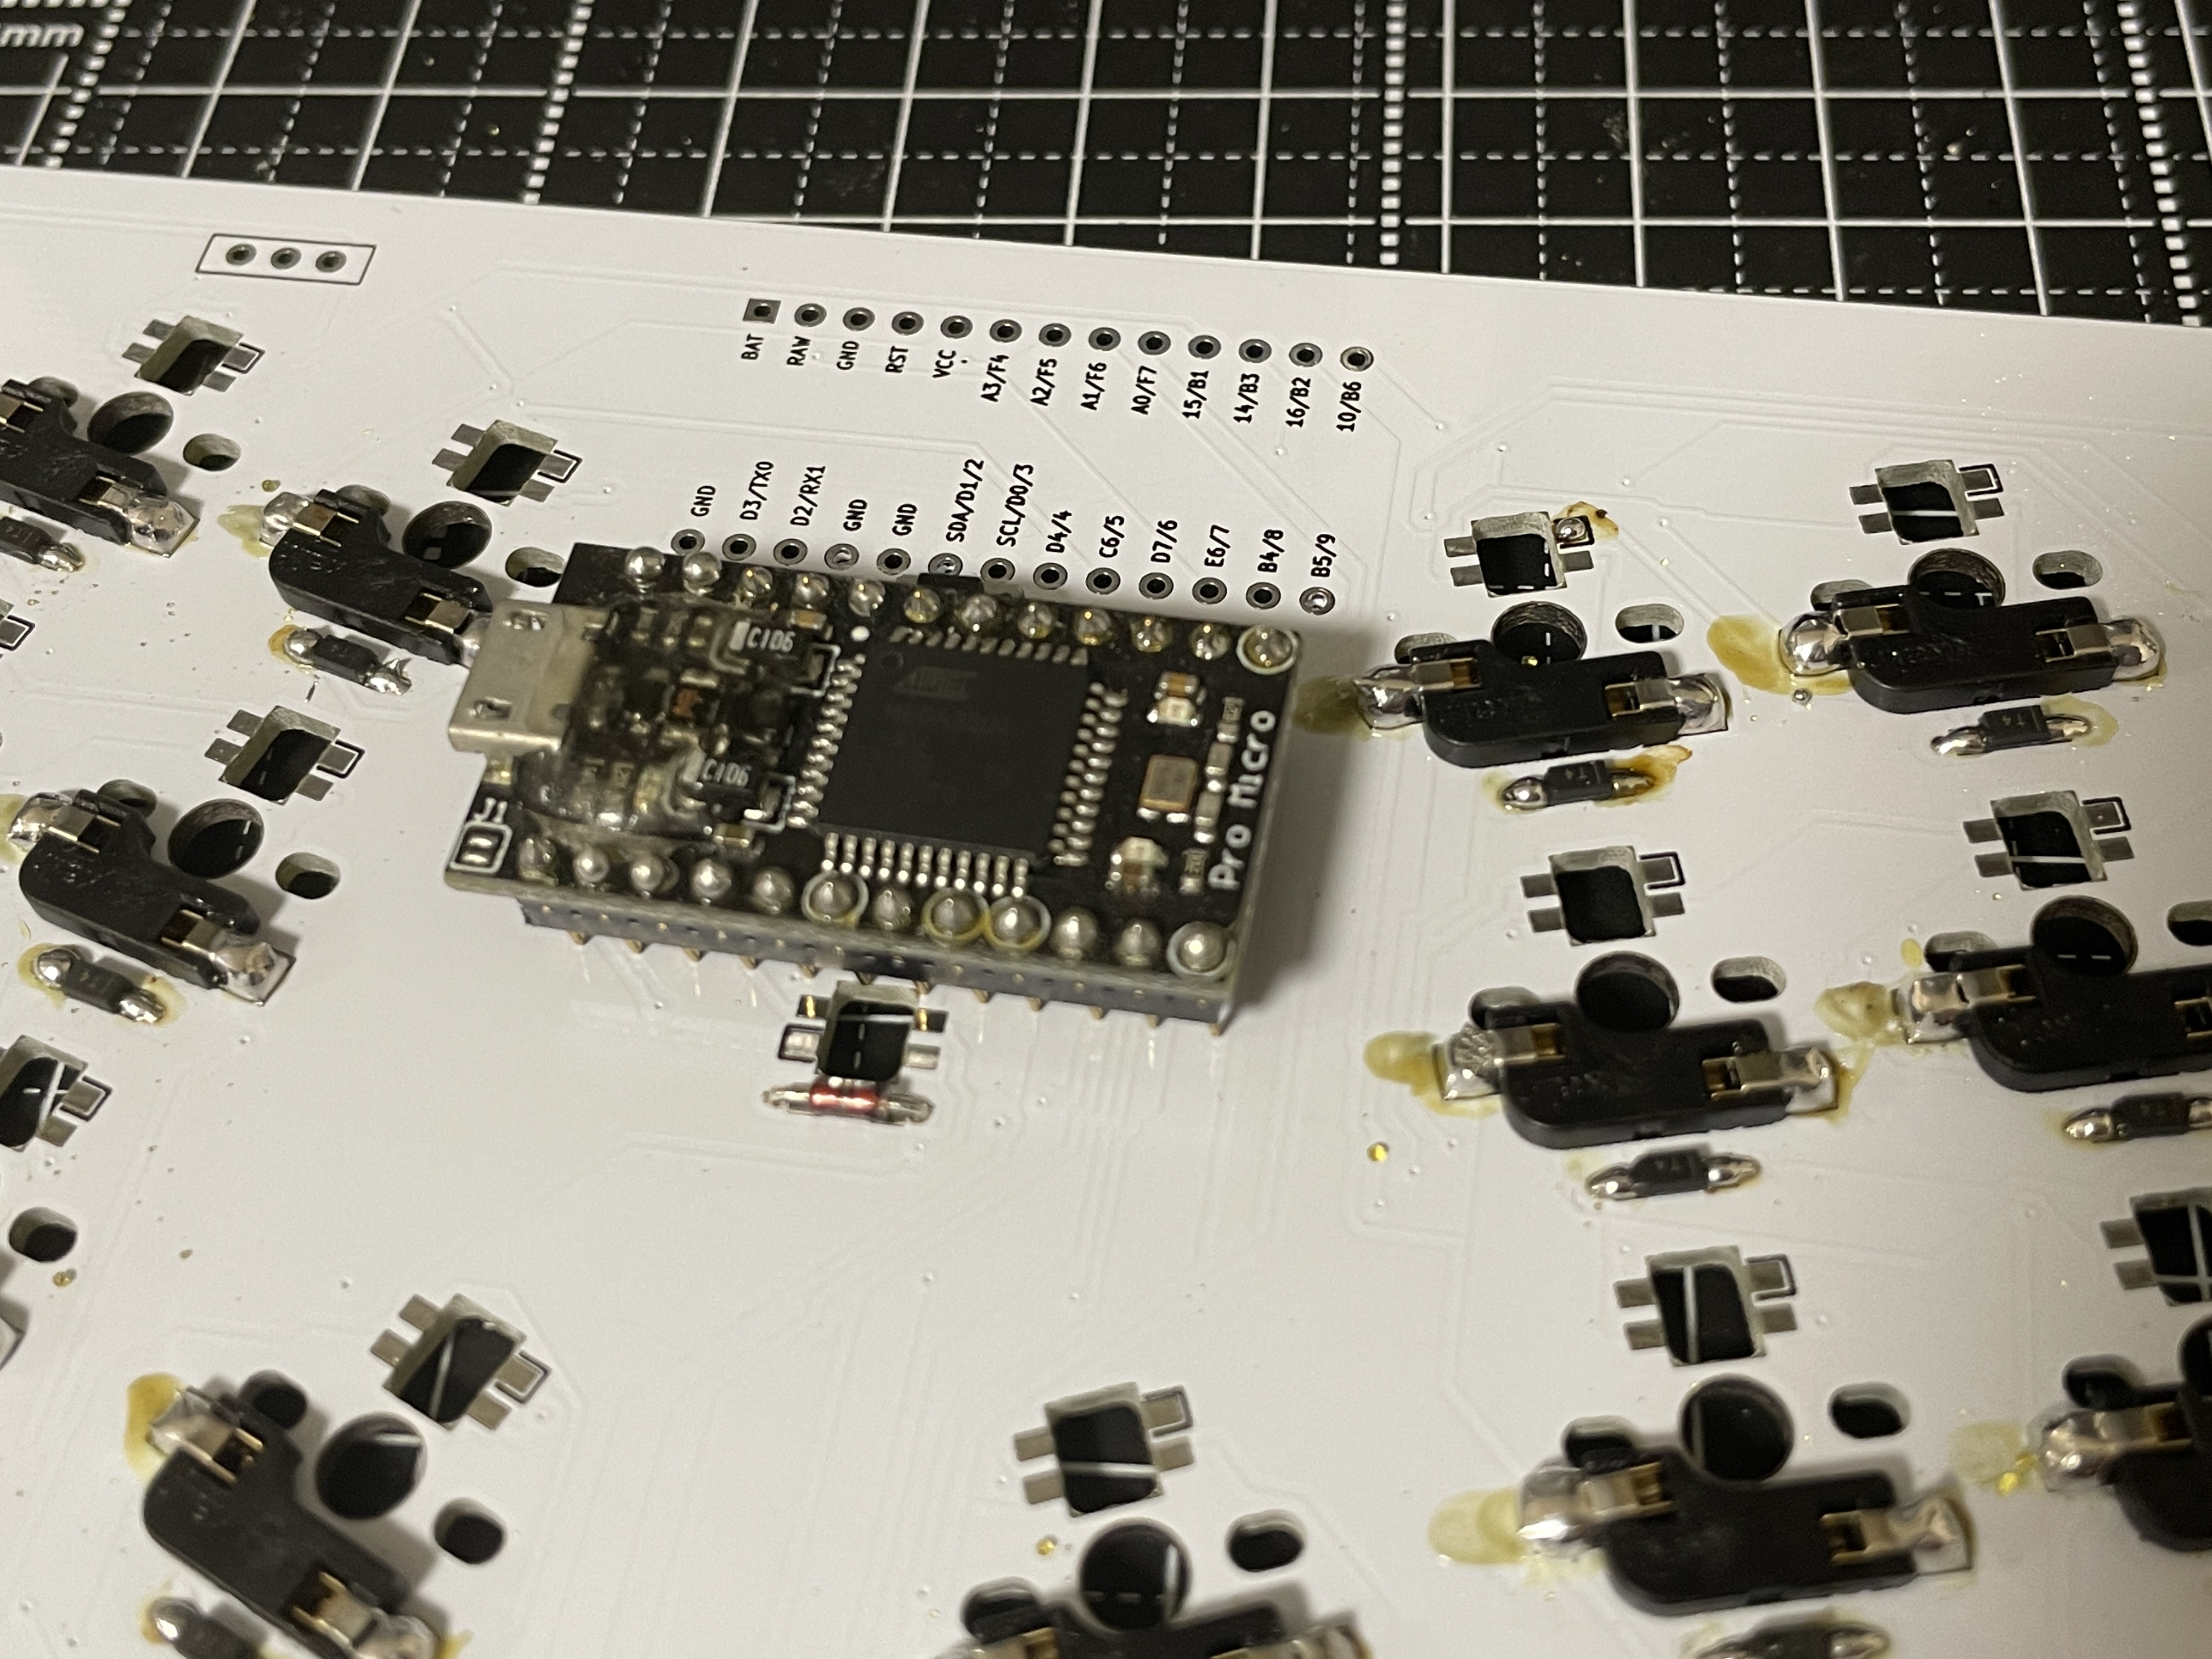 mm
BAT
RAW
GND
RST
VCC
A3/F4
A2/F5
A1/F6
A0/F7
15/B1
14/B3
16/B2
10/B6
GND
D3/TX0
D2/RX1
GND
GND
SDA/D1/2
SCL/D0/3
D4/4
C6/5
D7/6
E6/7
B4/8
B5/9
C106
C106
J1
Pro Micro
T4
T4